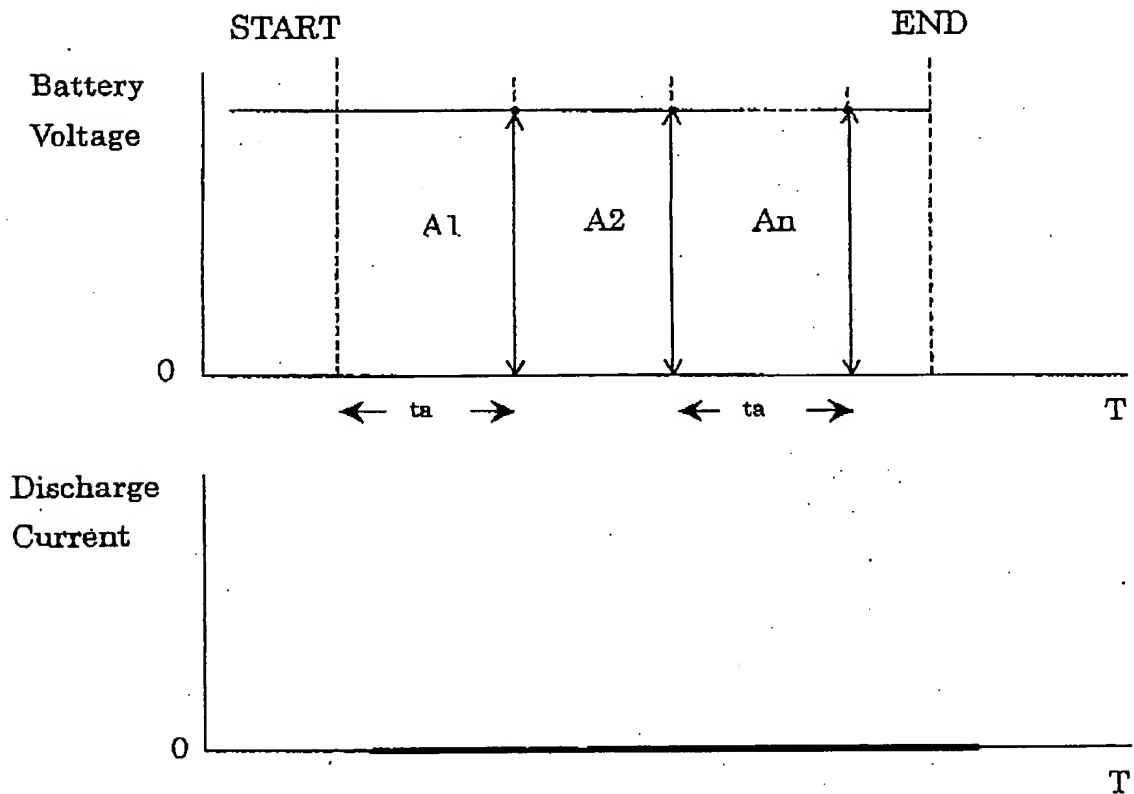 START
END
Battery
Voltage
A1
A2
An
0
ta
ta
T
Discharge
Current
0
T